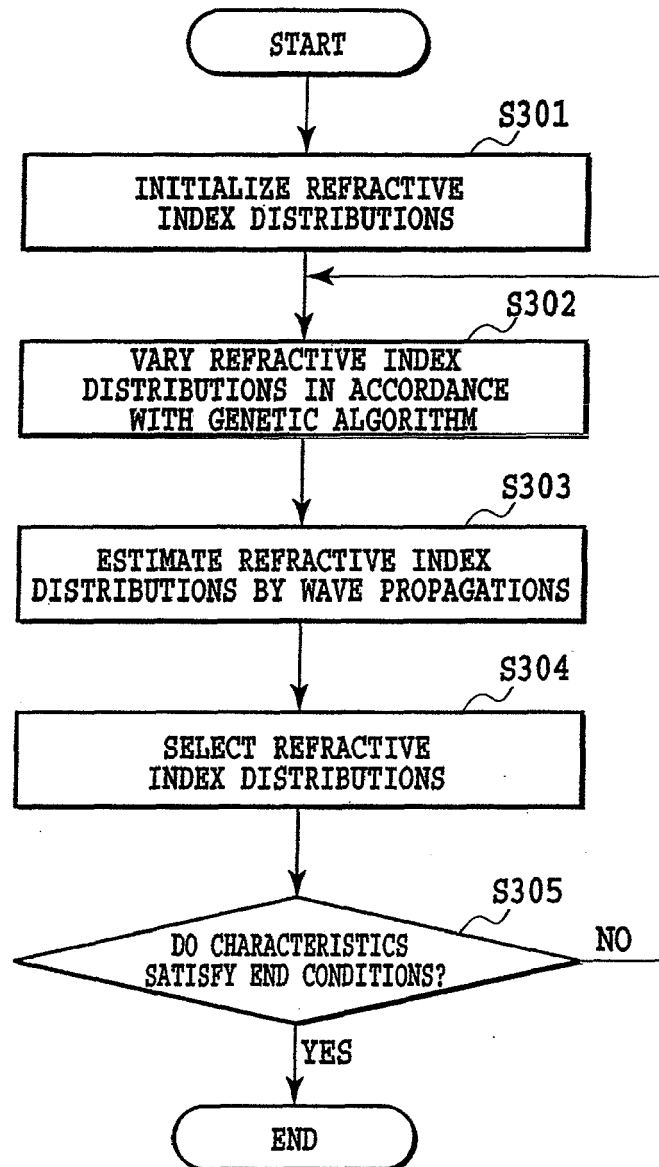 START
S301
INITIALIZE REFRACTIVE
INDEX DISTRIBUTIONS
S302
VARY REFRACTIVE INDEX
DISTRIBUTIONS IN ACCORDANCE
WITH GENETIC ALGORITHM
S303
ESTIMATE REFRACTIVE INDEX
DISTRIBUTIONS BY WAVE PROPAGATIONS
S304
SELECT REFRACTIVE
INDEX DISTRIBUTIONS
S305
DO CHARACTERISTICS
SATISFY END CONDITIONS?
NO
YES
END